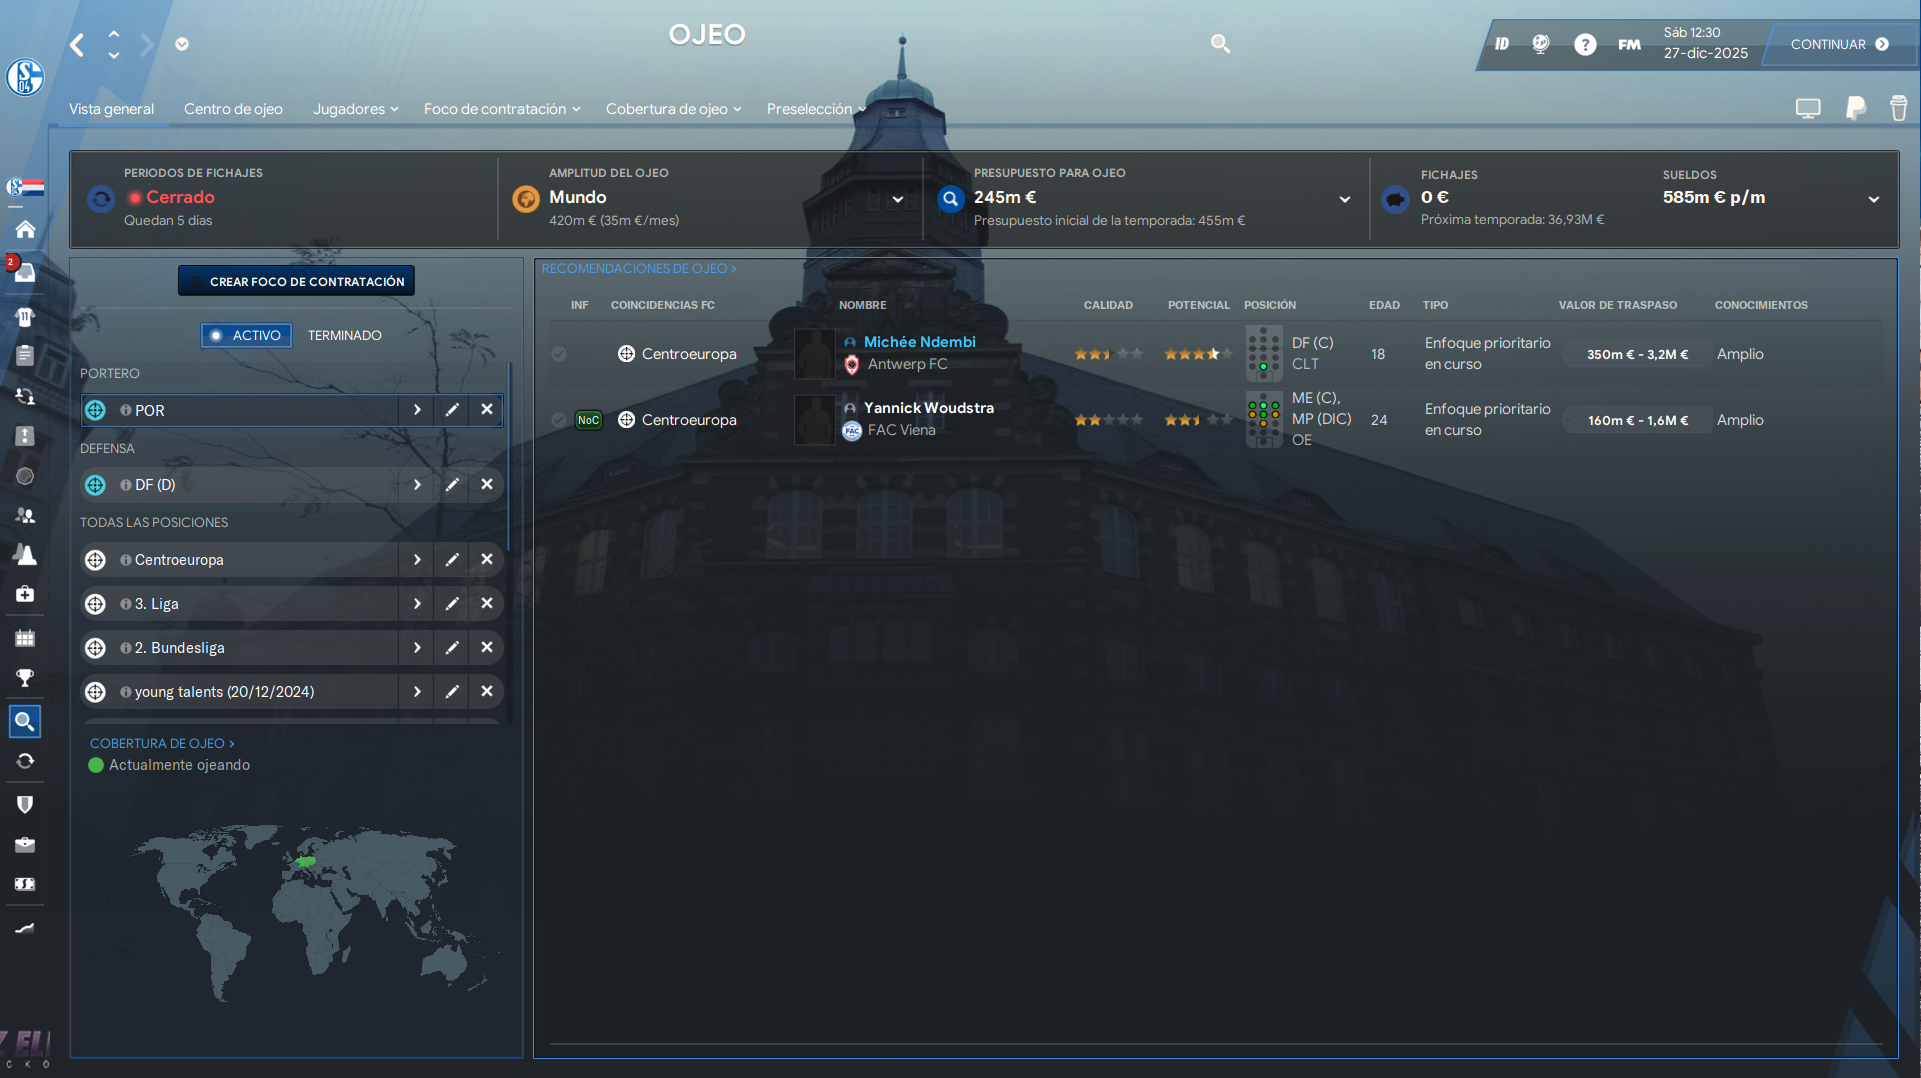 OJEO
ID
FM
Sáb 12:30
27-dic-2025
CONTINUAR
Vista general
Centro de ojeo
Jugadores
Foco de contratación
Cobertura de ojeo
Preselección
PERIODOS DE FICHAJES
Cerrado
Quedan 5 días
AMPLITUD DEL OJEO
Mundo
420m € (35m €/mes)
PRESUPUESTO PARA OJEO
245m €
Presupuesto inicial de la temporada: 455m €
FICHAJES
0 €
Próxima temporada: 36,93M €
SUELDOS
585m € p/m
2
CREAR FOCO DE CONTRATACIÓN
ACTIVO
TERMINADO
PORTERO
POR
DEFENSA
DF (D)
TODAS LAS POSICIONES
Centroeuropa
3. Liga
2. Bundesliga
young talents (20/12/2024)
COBERTURA DE OJEO >
Actualmente ojeando
RECOMENDACIONES DE OJEO >
INF COINCIDENCIAS FC NOMBRE CALIDAD POTENCIAL POSICIÓN EDAD TIPO VALOR DE TRASPASO CONOCIMIENTOS
Centroeuropa
Michée Ndembi
Antwerp FC
DF (C)
CLT
18
Enfoque prioritario
en curso
350m € - 3,2M €
Amplio
NoC
Centroeuropa
Yannick Woudstra
FAC
FAC Viena
ME (C),
MP (DIC)
OE
24
Enfoque prioritario
en curso
160m € - 1,6M €
Amplio